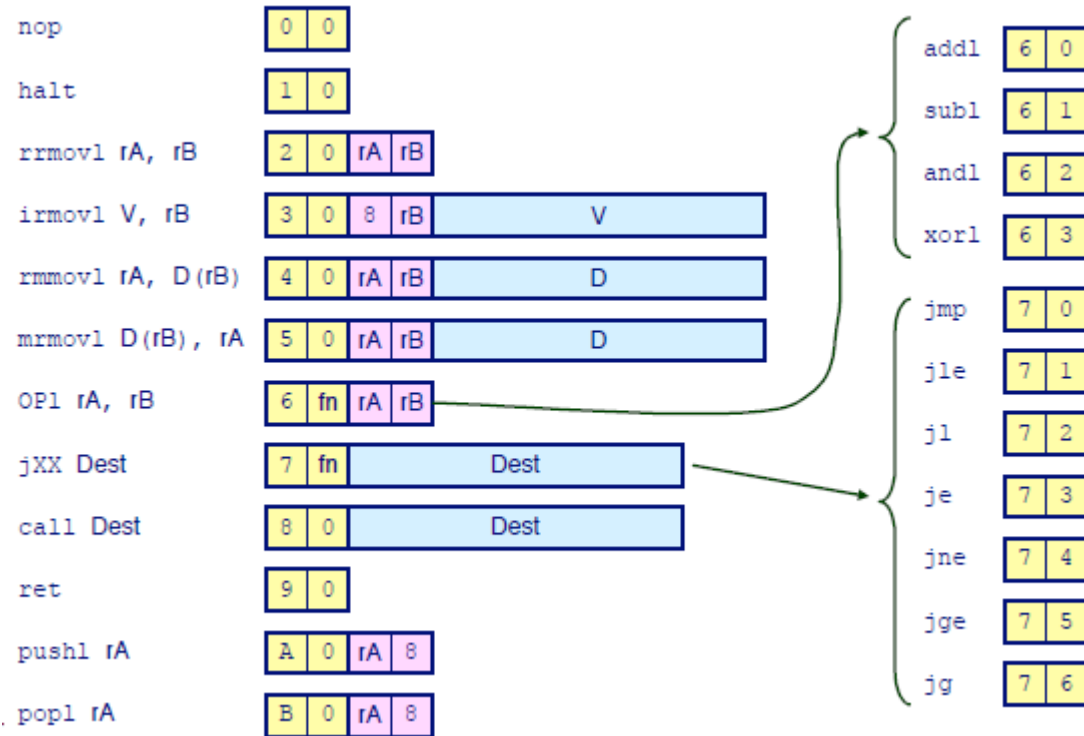 nop 0 0
halt 1 0
rrmovl rA, rB 2 0 rA rB
irmovl V, rB 3 0 8 rB V
rmmovl rA, D(rB) 4 0 rA rB D
mrmovl D(rB), rA 5 0 rA rB D
OPl rA, rB 6 fn rA rB
jXX Dest 7 fn Dest
call Dest 8 0 Dest
ret 9 0
pushl rA A 0 rA 8
popl rA B 0 rA 8
addl 6 0
subl 6 1
andl 6 2
xorl 6 3
jmp 7 0
jle 7 1
jl 7 2
je 7 3
jne 7 4
jge 7 5
jg 7 6